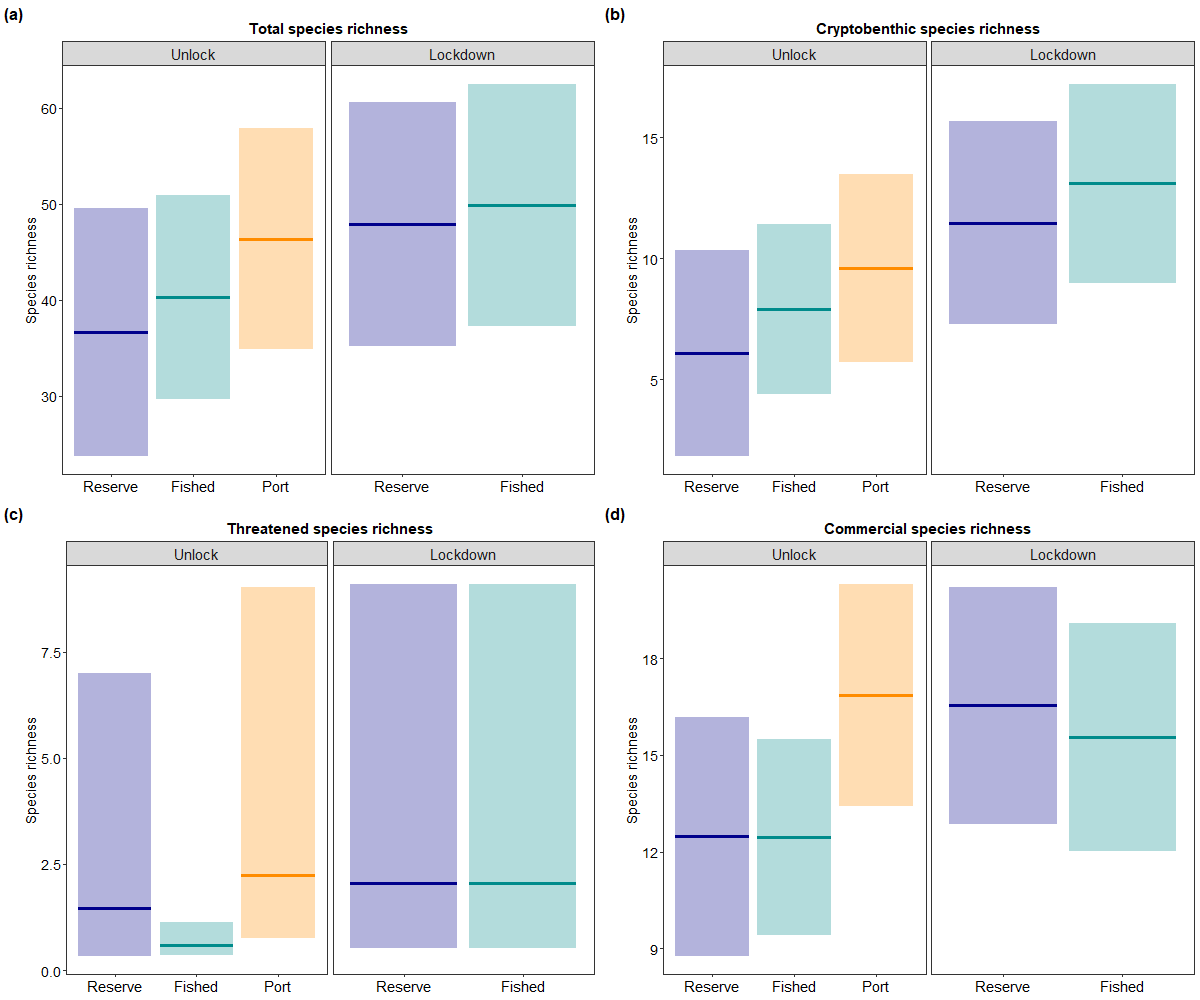 (a)
Total species richness
Unlock
Lockdown
Species richness
60
50
40
30
Reserve Fished Port
Reserve Fished
(b)
Cryptobenthic species richness
Unlock
Lockdown
Species richness
15
10
5
Reserve Fished Port
Reserve Fished
(c)
Threatened species richness
Unlock
Lockdown
Species richness
7.5
5.0
2.5
0.0
Reserve Fished Port
Reserve Fished
(d)
Commercial species richness
Unlock
Lockdown
Species richness
18
15
12
9
Reserve Fished Port
Reserve Fished